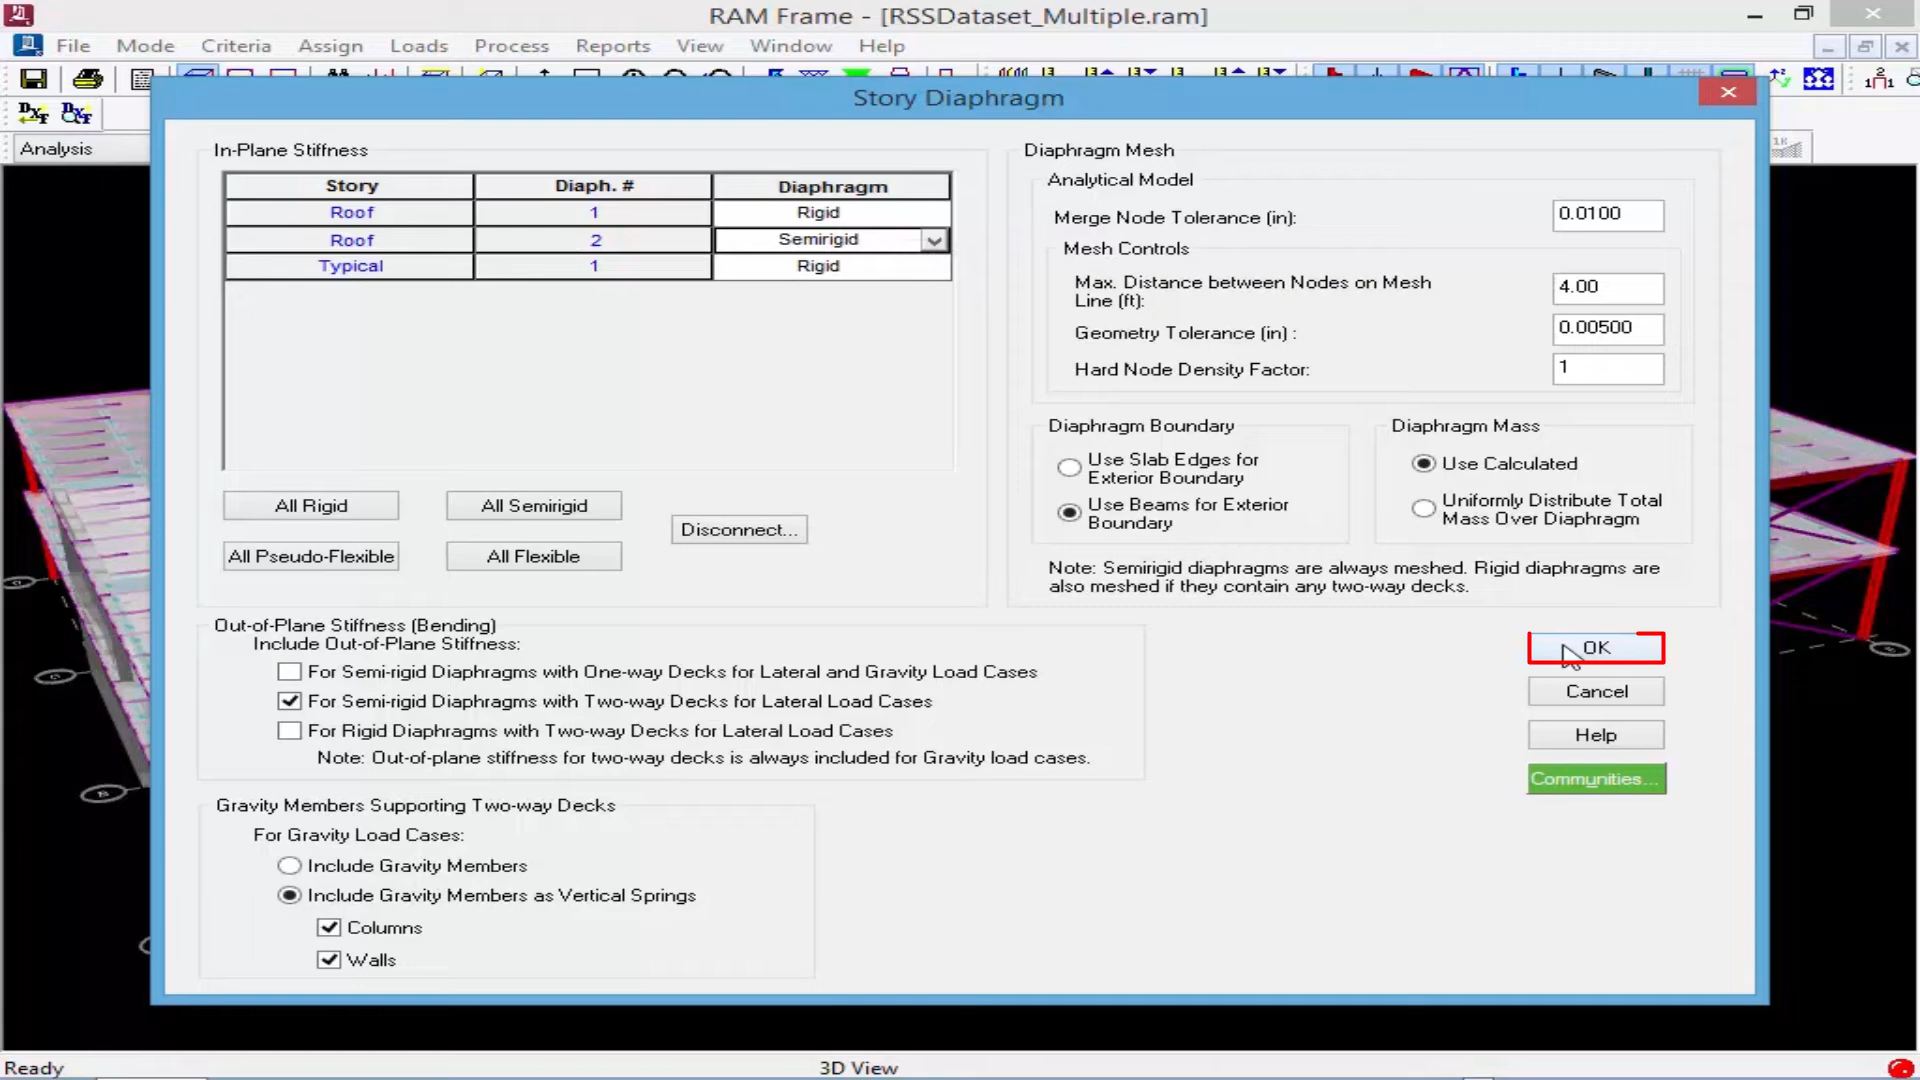 RAM Frame - [RSSDataset_Multiple.ram]
File Mode Criteria Assign Loads Process Reports View Window Help
Analysis
Story Diaphragm
In-Plane Stiffness
Story Diaph. # Diaphragm
Roof 1 Rigid
Roof 2 Semirigid
Typical 1 Rigid
All Rigid All Semirigid
Disconnect...
All Pseudo-Flexible All Flexible
Diaphragm Mesh
Analytical Model
Merge Node Tolerance (in): 0.0100
Mesh Controls
Max. Distance between Nodes on Mesh
Line (ft): 4.00
Geometry Tolerance (in) : 0.00500
Hard Node Density Factor: 1
Diaphragm Boundary
Use Slab Edges for
Exterior Boundary
Use Beams for Exterior
Boundary
Diaphragm Mass
Use Calculated
Uniformly Distribute Total
Mass Over Diaphragm
Note: Semirigid diaphragms are always meshed. Rigid diaphragms are
also meshed if they contain any two-way decks.
Out-of-Plane Stiffness (Bending)
Include Out-of-Plane Stiffness:
For Semi-rigid Diaphragms with One-way Decks for Lateral and Gravity Load Cases
For Semi-rigid Diaphragms with Two-way Decks for Lateral Load Cases
For Rigid Diaphragms with Two-way Decks for Lateral Load Cases
Note: Out-of-plane stiffness for two-way decks is always included for Gravity load cases.
Gravity Members Supporting Two-way Decks
For Gravity Load Cases:
Include Gravity Members
Include Gravity Members as Vertical Springs
Columns
Walls
OK
Cancel
Help
Communities...
Ready 3D View